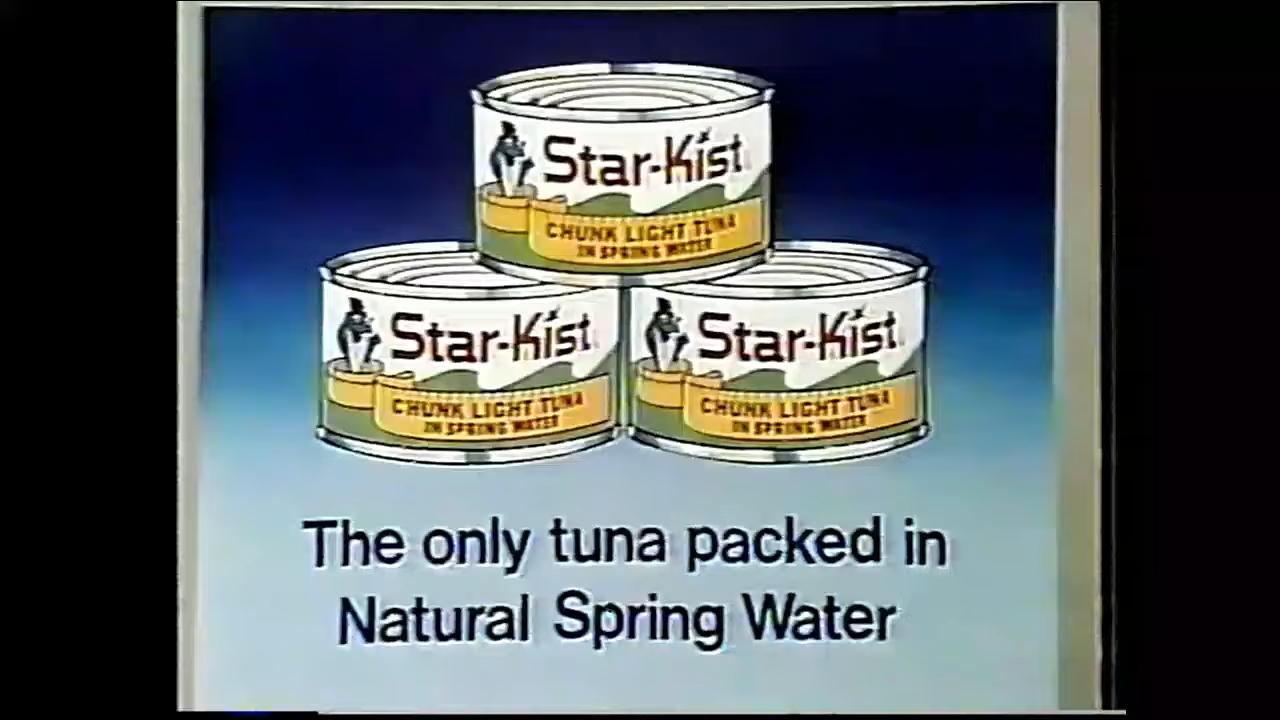 Star-Kist
CHUNK LIGHT TUNA
IN SPRING WATER
Star-Kist
CHUNK LIGHT TUNA
IN SPRING WATER
Star-Kist
CHUNK LIGHT TUNA
IN SPRING WATER
The only tuna packed in
Natural Spring Water